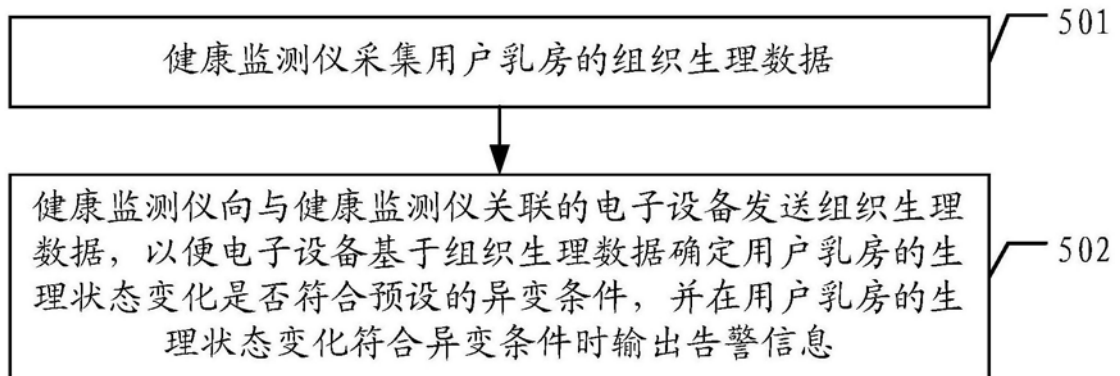 健康监测仪采集用户乳房的组织生理数据
501
健康监测仪向与健康监测仪关联的电子设备发送组织生理
数据，以便电子设备基于组织生理数据确定用户乳房的生
理状态变化是否符合预设的异变条件，并在用户乳房的生
理状态变化符合异变条件时输出告警信息
502